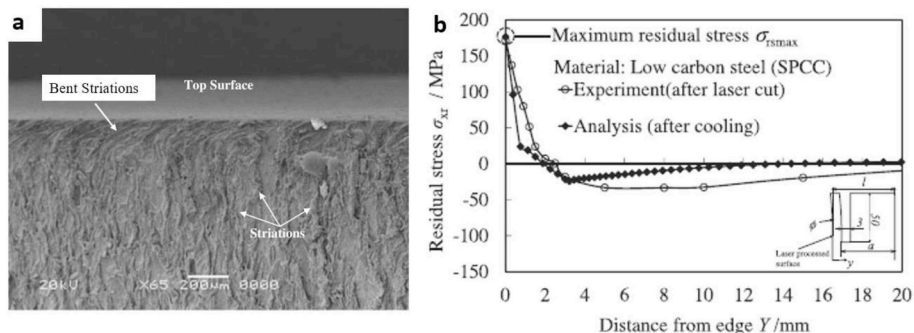 a
Bent Striations
Top Surface
Striations
20kV X65 200μm 0000
b
200
150
100
50
0
-50
-100
-150
Residual stress σxr / MPa
Maximum residual stress σrsmax
Material: Low carbon steel (SPCC)
Experiment(after laser cut)
Analysis (after cooling)
l
ϕ
3
50
a
Laser processed
surface
y
0 2 4 6 8 10 12 14 16 18 20
Distance from edge Y /mm